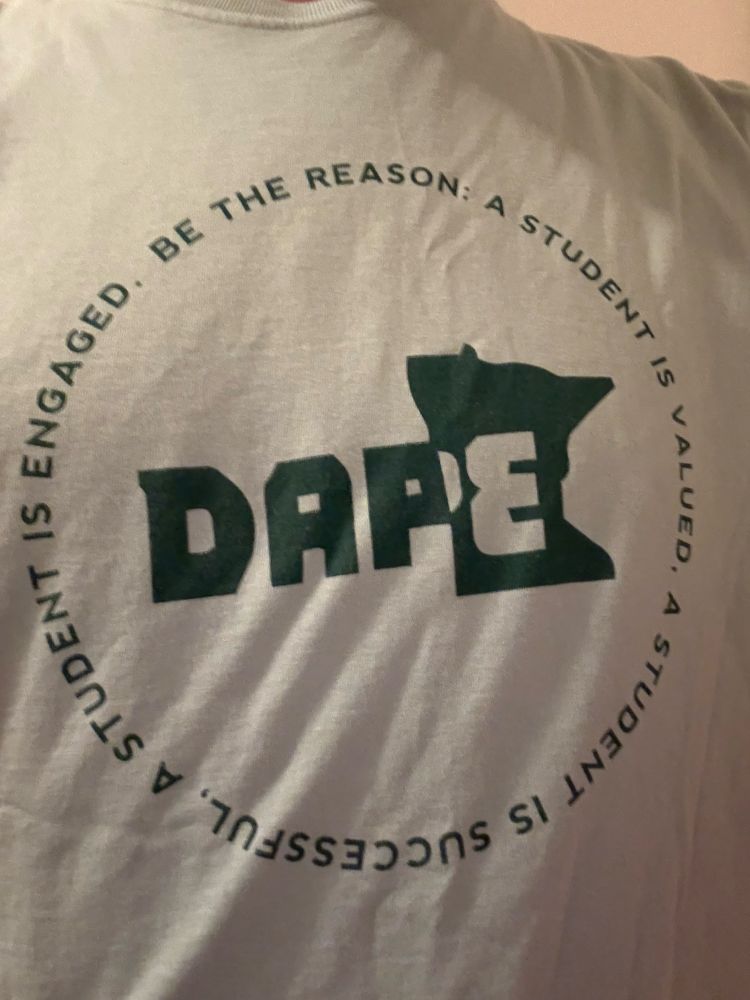 BE THE REASON: A STUDENT IS VALUED, A STUDENT IS SUCCESSFUL, A STUDENT IS ENGAGED.
DAPE